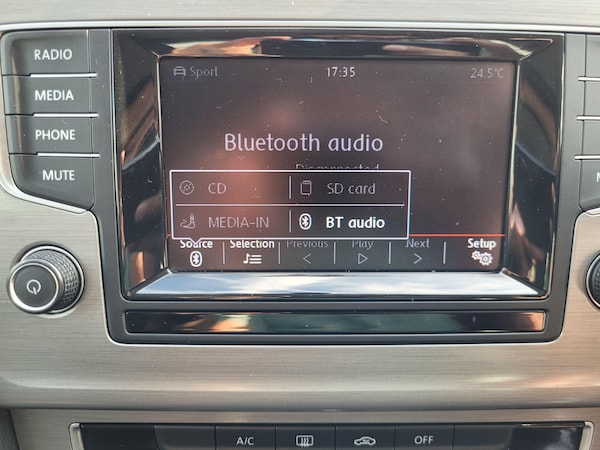 RADIO
MEDIA
PHONE
MUTE
Sport 17:35 24.5°C
Bluetooth audio
Disconnected
CD SD card
MEDIA-IN BT audio
Source Selection Previous Play Next Setup
A/C OFF